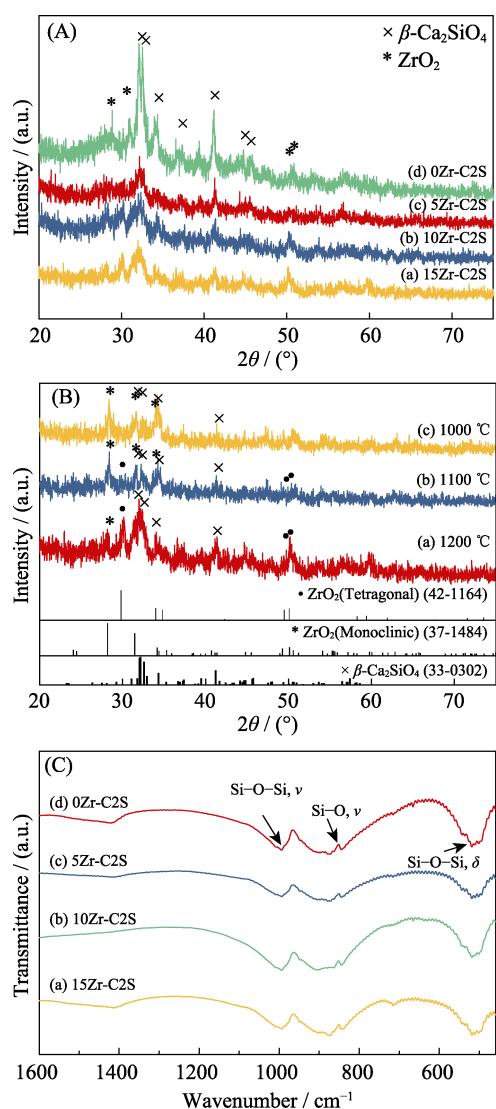 (A)
× β-Ca₂SiO₄
* ZrO₂
(d) 0Zr-C2S
(c) 5Zr-C2S
(b) 10Zr-C2S
(a) 15Zr-C2S
Intensity / (a.u.)
20 30 40 50 60 70
2θ / (°)
(B)
(c) 1000 ℃
(b) 1100 ℃
(a) 1200 ℃
Intensity / (a.u.)
• ZrO₂(Tetragonal) (42-1164)
* ZrO₂(Monoclinic) (37-1484)
× β-Ca₂SiO₄ (33-0302)
20 30 40 50 60 70
2θ / (°)
(C)
Si−O−Si, ν
(d) 0Zr-C2S
Si−O, ν
Si−O−Si, δ
(c) 5Zr-C2S
(b) 10Zr-C2S
(a) 15Zr-C2S
Transmittance / (a.u.)
1600 1400 1200 1000 800 600
Wavenumber / cm⁻¹